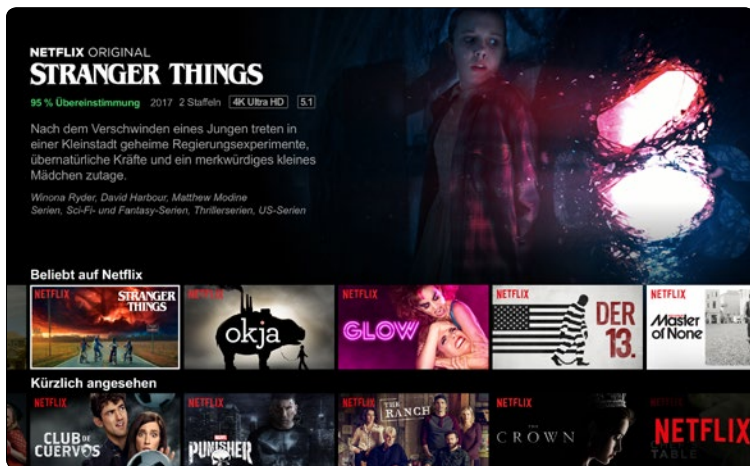 NETFLIX ORIGINAL
STRANGER THINGS
95 % Übereinstimmung 2017 2 Staffeln 4K Ultra HD 5.1
Nach dem Verschwinden eines Jungen treten in
einer Kleinstadt geheime Regierungsexperimente,
übernatürliche Kräfte und ein merkwürdiges kleines
Mädchen zutage.
Winona Ryder, David Harbour, Matthew Modine
Serien, Sci-Fi- und Fantasy-Serien, Thrillerserien, US-Serien
Beliebt auf Netflix
NETFLIX
STRANGER
THINGS
NETFLIX
okja
NETFLIX
GLOW
NETFLIX
DER
13.
Master
of None
Kürzlich angesehen
NETFLIX
CLUB DE
CUERVOS
NETFLIX
MARVEL
PUNISHER
NETFLIX
THE
RANCH
NETFLIX
THE
CROWN
NETFLIX
TABLE